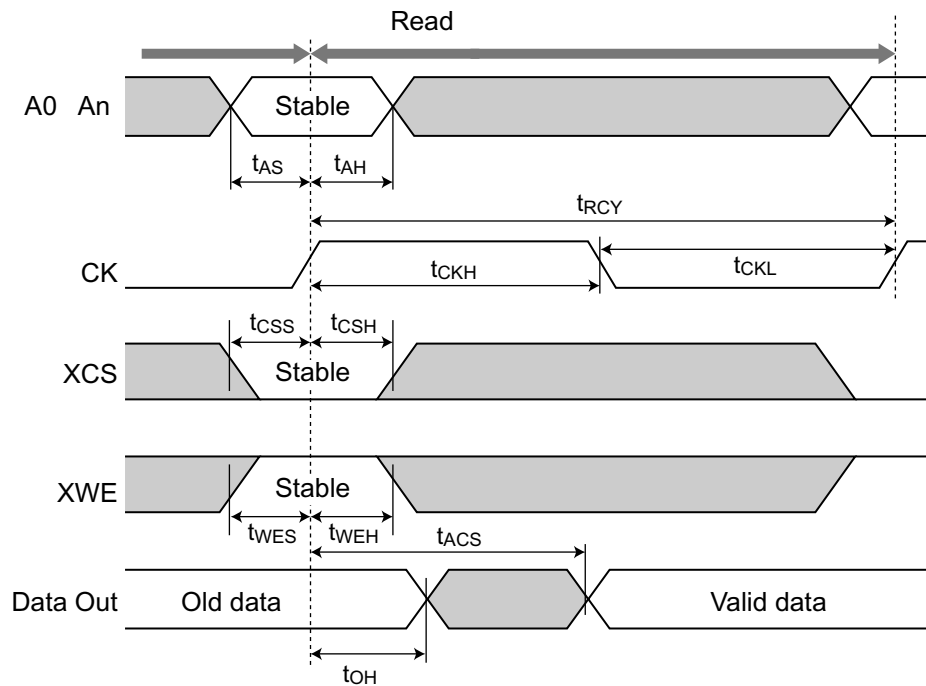 Read
A0 An
Stable
tAS
tAH
tRCY
CK
tCKH
tCKL
tCSS
tCSH
XCS
Stable
XWE
Stable
tWES
tWEH
tACS
Data Out
Old data
Valid data
tOH